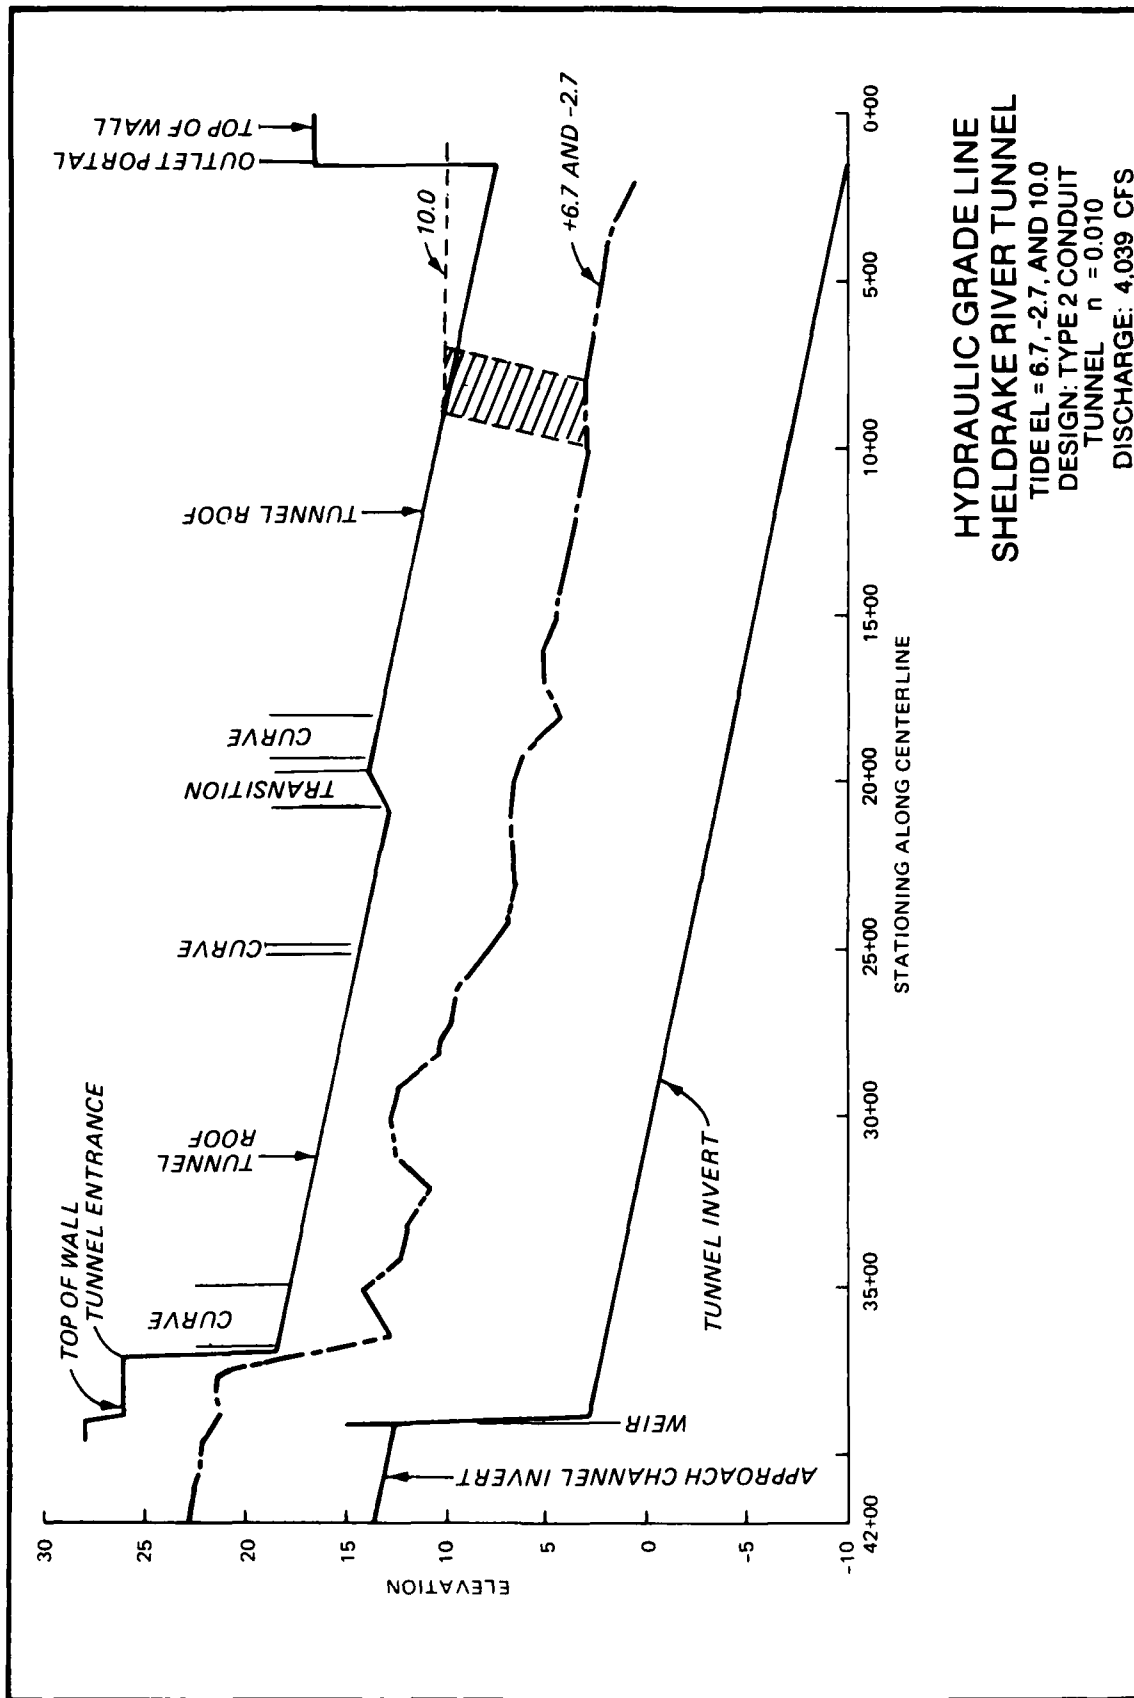 TOP OF WALL
TUNNEL ENTRANCE
CURVE
TUNNEL
ROOF
CURVE
TRANSITION
CURVE
TUNNEL ROOF
10.0
OUTLET PORTAL
TOP OF WALL
+6.7 AND -2.7
APPROACH CHANNEL INVERT
WEIR
TUNNEL INVERT
ELEVATION
30
25
20
15
10
5
0
-5
-10
42+00
35+00
30+00
25+00
20+00
15+00
10+00
5+00
0+00
STATIONING ALONG CENTERLINE
HYDRAULIC GRADE LINE
SHELDRAKE RIVER TUNNEL
TIDE EL = 6.7, -2.7, AND 10.0
DESIGN: TYPE 2 CONDUIT
TUNNEL n = 0.010
DISCHARGE: 4,039 CFS